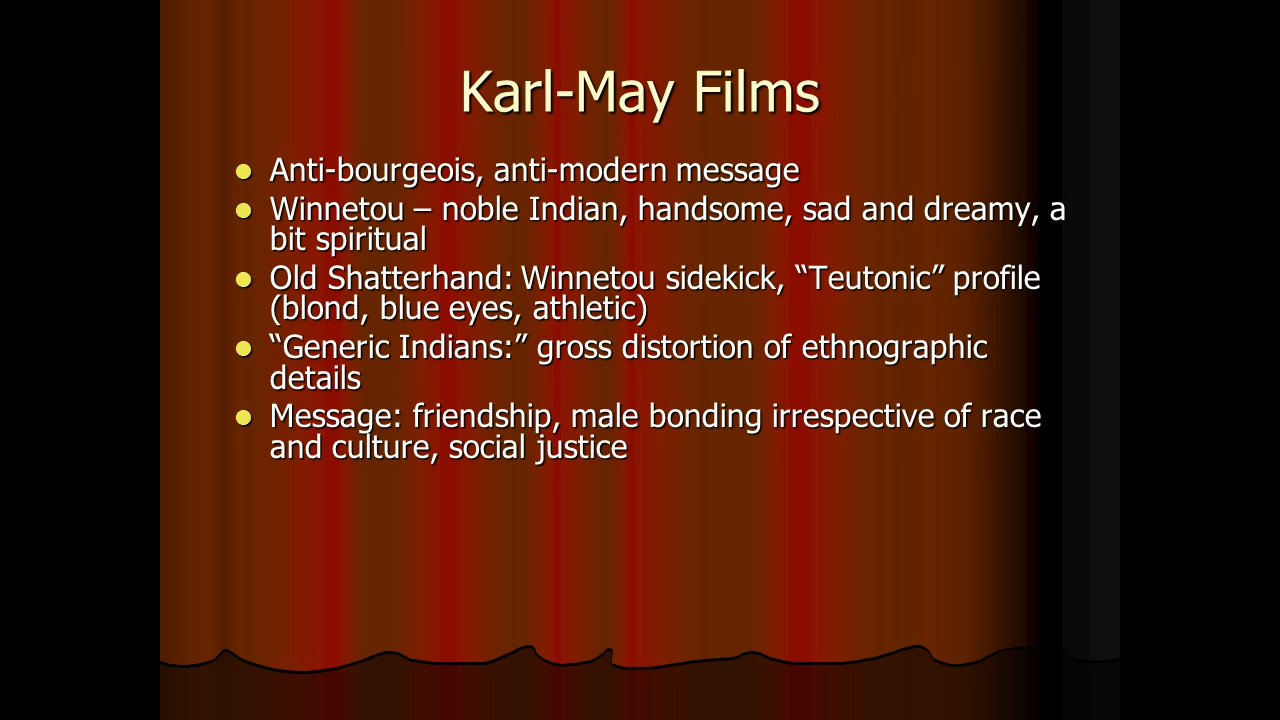 Karl-May Films
Anti-bourgeois, anti-modern message
Winnetou – noble Indian, handsome, sad and dreamy, a
bit spiritual
Old Shatterhand: Winnetou sidekick, “Teutonic” profile
(blond, blue eyes, athletic)
“Generic Indians:” gross distortion of ethnographic
details
Message: friendship, male bonding irrespective of race
and culture, social justice